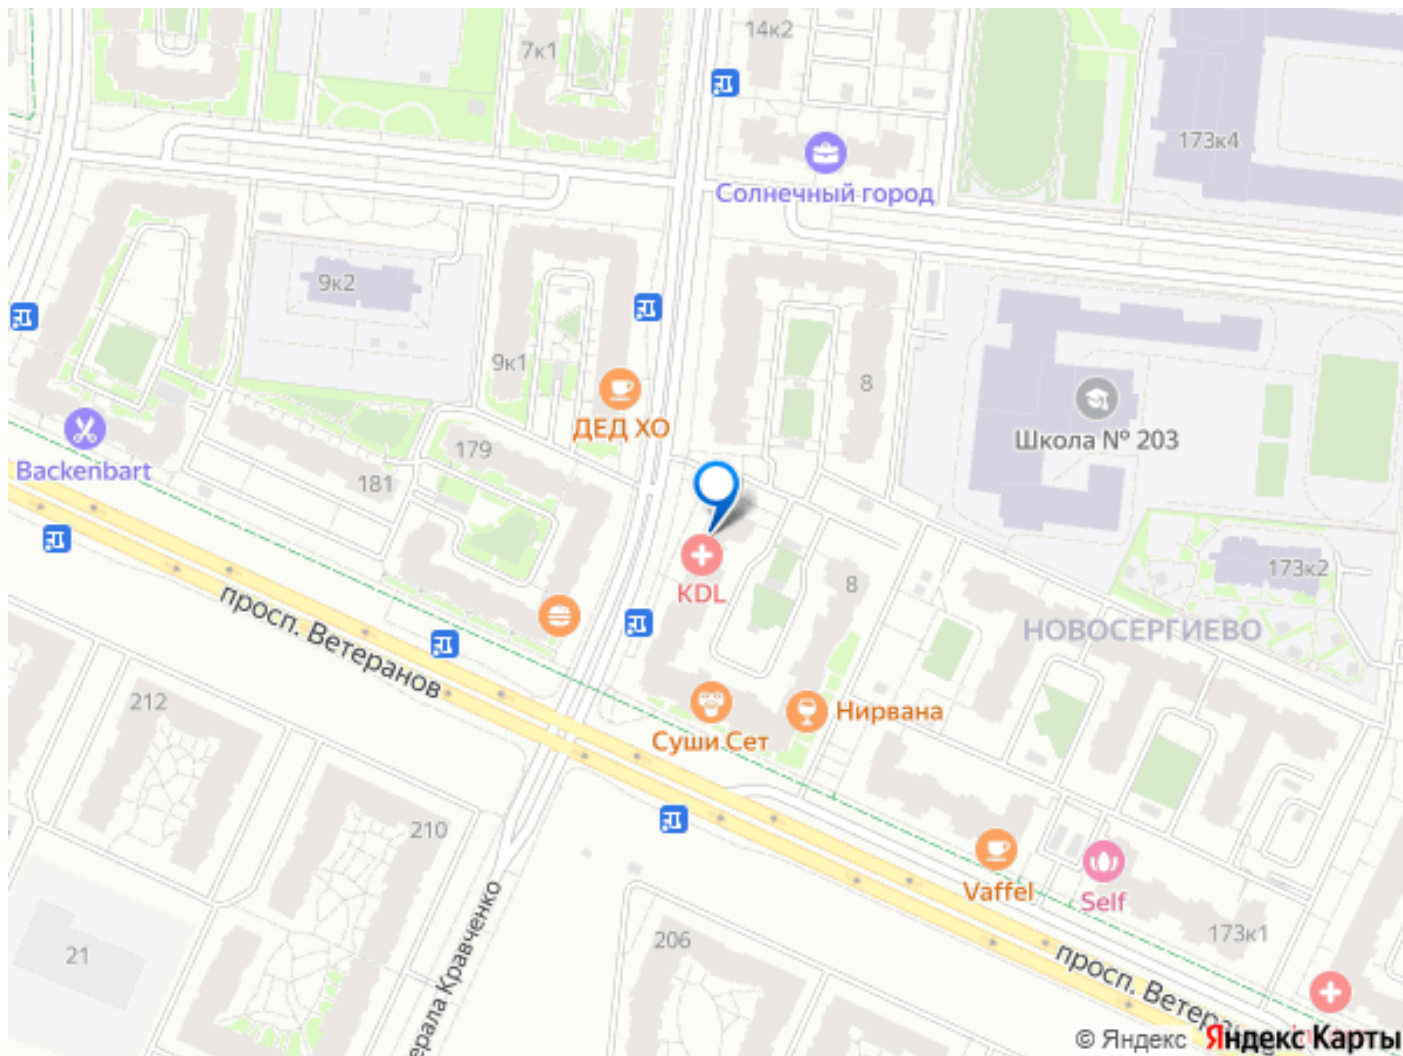 14к2
7к1
173к4
Солнечный город
9к2
9к1
8
ДЕД ХО
Школа № 203
179
Backenbart
181
173к2
8
KDL
НОВОСЕРГИЕВО
просп. Ветеранов
212
Нирвана
Суши Сет
210
Vaffel
Self
ерала Кравченко
206
173к1
21
просп. Ветера
© Яндекс Яндекс Карты